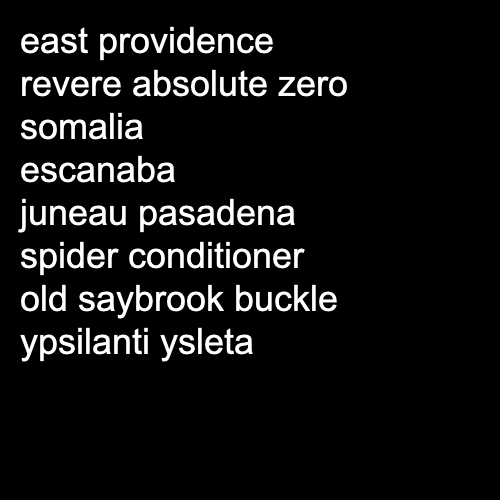 east providence
revere absolute zero
somalia
escanaba
juneau pasadena
spider conditioner
old saybrook buckle
ypsilanti ysleta